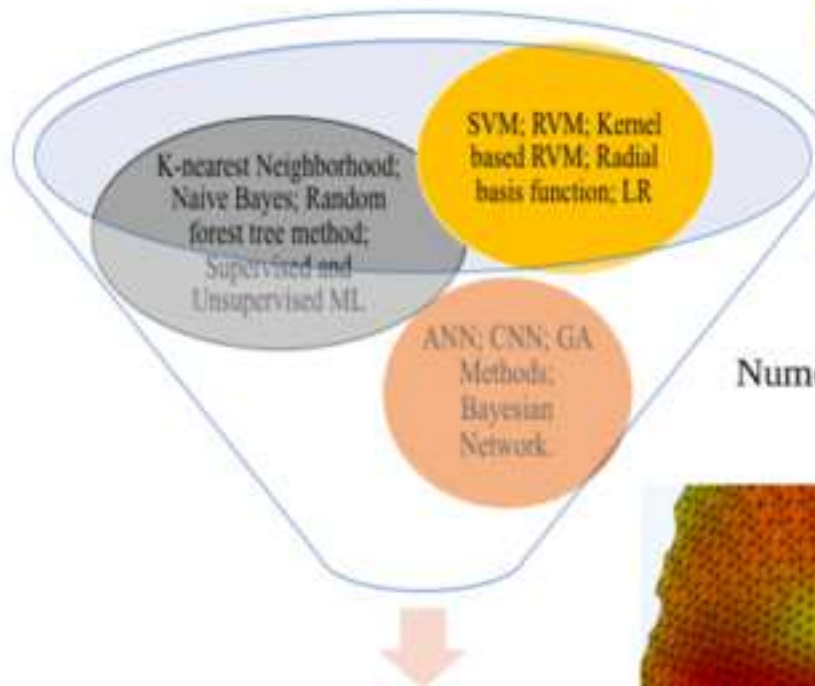 SVM; RVM; Kernel
based RVM; Radial
basis function; LR
K-nearest Neighborhood;
Naive Bayes; Random
forest tree method;
Supervised and
Unsupervised ML
ANN; CNN; GA
Methods;
Bayesian
Network.
Nume